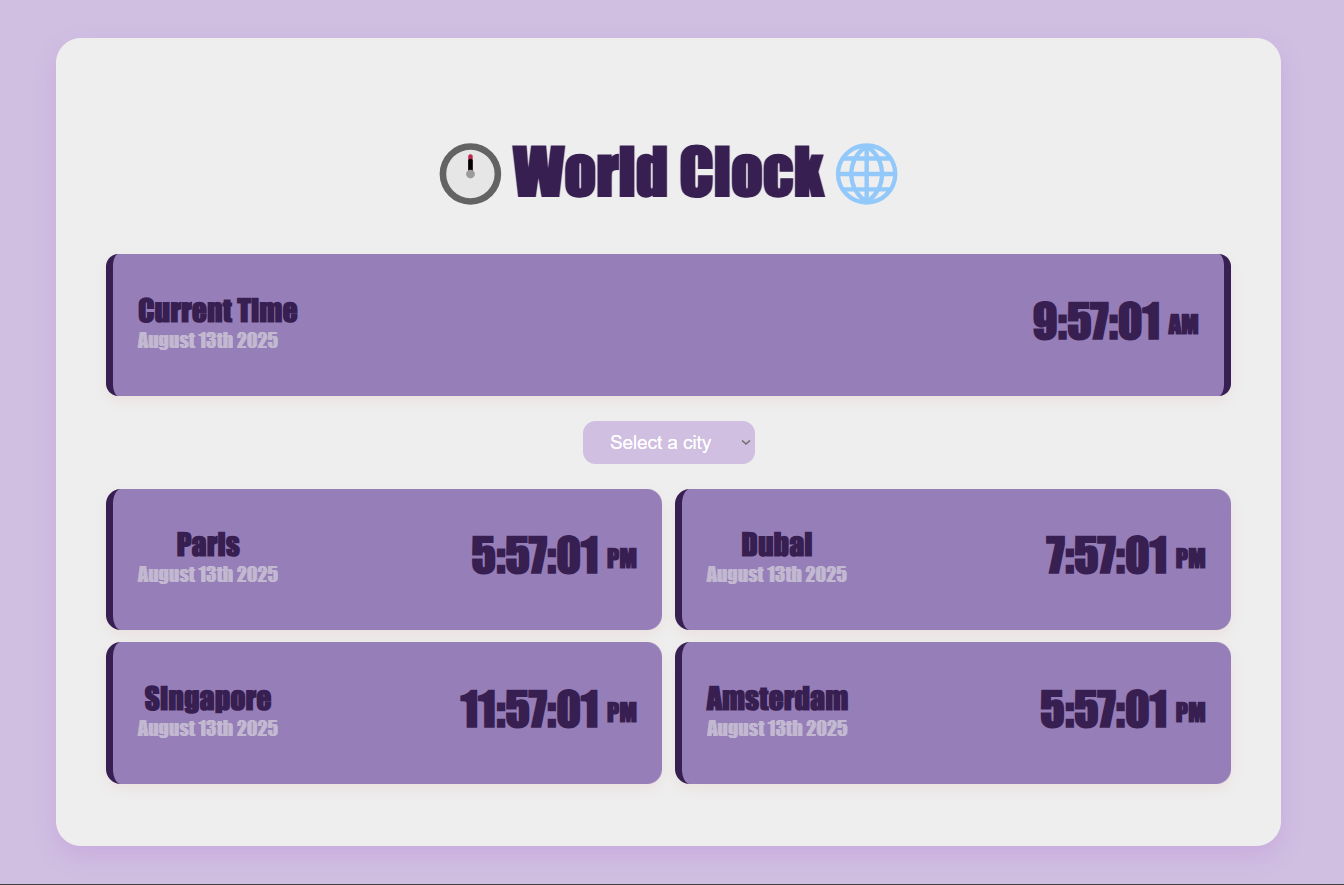 World Clock
Current Time
August 13th 2025
9:57:01 AM
Select a city
Paris
August 13th 2025
5:57:01 PM
Dubai
August 13th 2025
7:57:01 PM
Singapore
August 13th 2025
11:57:01 PM
Amsterdam
August 13th 2025
5:57:01 PM